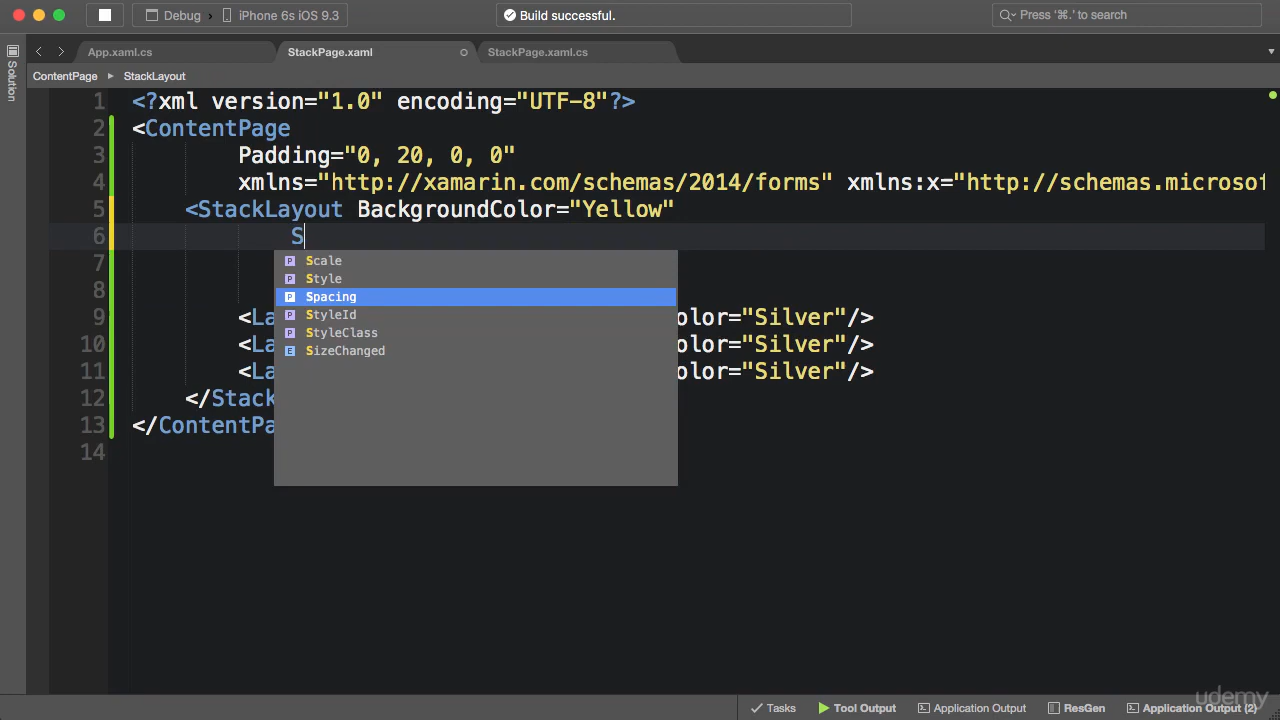 Debug › iPhone 6s iOS 9.3
Build successful.
Press '⌘.' to search
Solution
App.xaml.cs
StackPage.xaml
StackPage.xaml.cs
ContentPage ▸ StackLayout
1 <?xml version="1.0" encoding="UTF-8"?>
2 <ContentPage
3 Padding="0, 20, 0, 0"
4 xmlns="http://xamarin.com/schemas/2014/forms" xmlns:x="http://schemas.microsof
5 <StackLayout BackgroundColor="Yellow"
6 S
7
8
Scale
Style
Spacing
StyleId
StyleClass
SizeChanged
9 <La olor="Silver"/>
10 <La olor="Silver"/>
11 <La olor="Silver"/>
12 </Stack
13 </ContentPa
14
udemy
Tasks
Tool Output
Application Output
ResGen
Application Output (2)